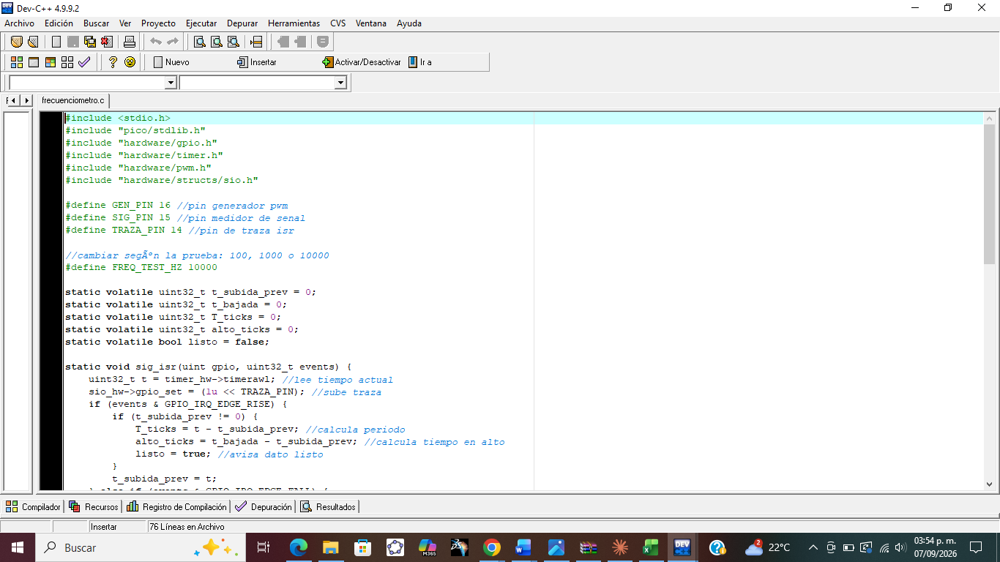 Dev-C++ 4.9.9.2
Archivo Edición Buscar Ver Proyecto Ejecutar Depurar Herramientas CVS Ventana Ayuda
Nuevo Insertar Activar/Desactivar Ir a
frecuenciometro.c
#include <stdio.h>
#include "pico/stdlib.h"
#include "hardware/gpio.h"
#include "hardware/timer.h"
#include "hardware/pwm.h"
#include "hardware/structs/sio.h"
#define GEN_PIN 16 //pin generador pwm
#define SIG_PIN 15 //pin medidor de senal
#define TRAZA_PIN 14 //pin de traza isr
//cambiar segÃºn la prueba: 100, 1000 o 10000
#define FREQ_TEST_HZ 10000
static volatile uint32_t t_subida_prev = 0;
static volatile uint32_t t_bajada = 0;
static volatile uint32_t T_ticks = 0;
static volatile uint32_t alto_ticks = 0;
static volatile bool listo = false;
static void sig_isr(uint gpio, uint32_t events) {
uint32_t t = timer_hw->timerawl; //lee tiempo actual
sio_hw->gpio_set = (1u << TRAZA_PIN); //sube traza
if (events & GPIO_IRQ_EDGE_RISE) {
if (t_subida_prev != 0) {
T_ticks = t - t_subida_prev; //calcula periodo
alto_ticks = t_bajada - t_subida_prev; //calcula tiempo en alto
listo = true; //avisa dato listo
}
t_subida_prev = t;
} else if (events & GPIO_IRQ_EDGE_FALL) {
Compilador Recursos Registro de Compilación Depuración Resultados
Insertar 76 Líneas en Archivo
Buscar M365 DEV 2 22°C 03:54 p. m.
07/09/2026